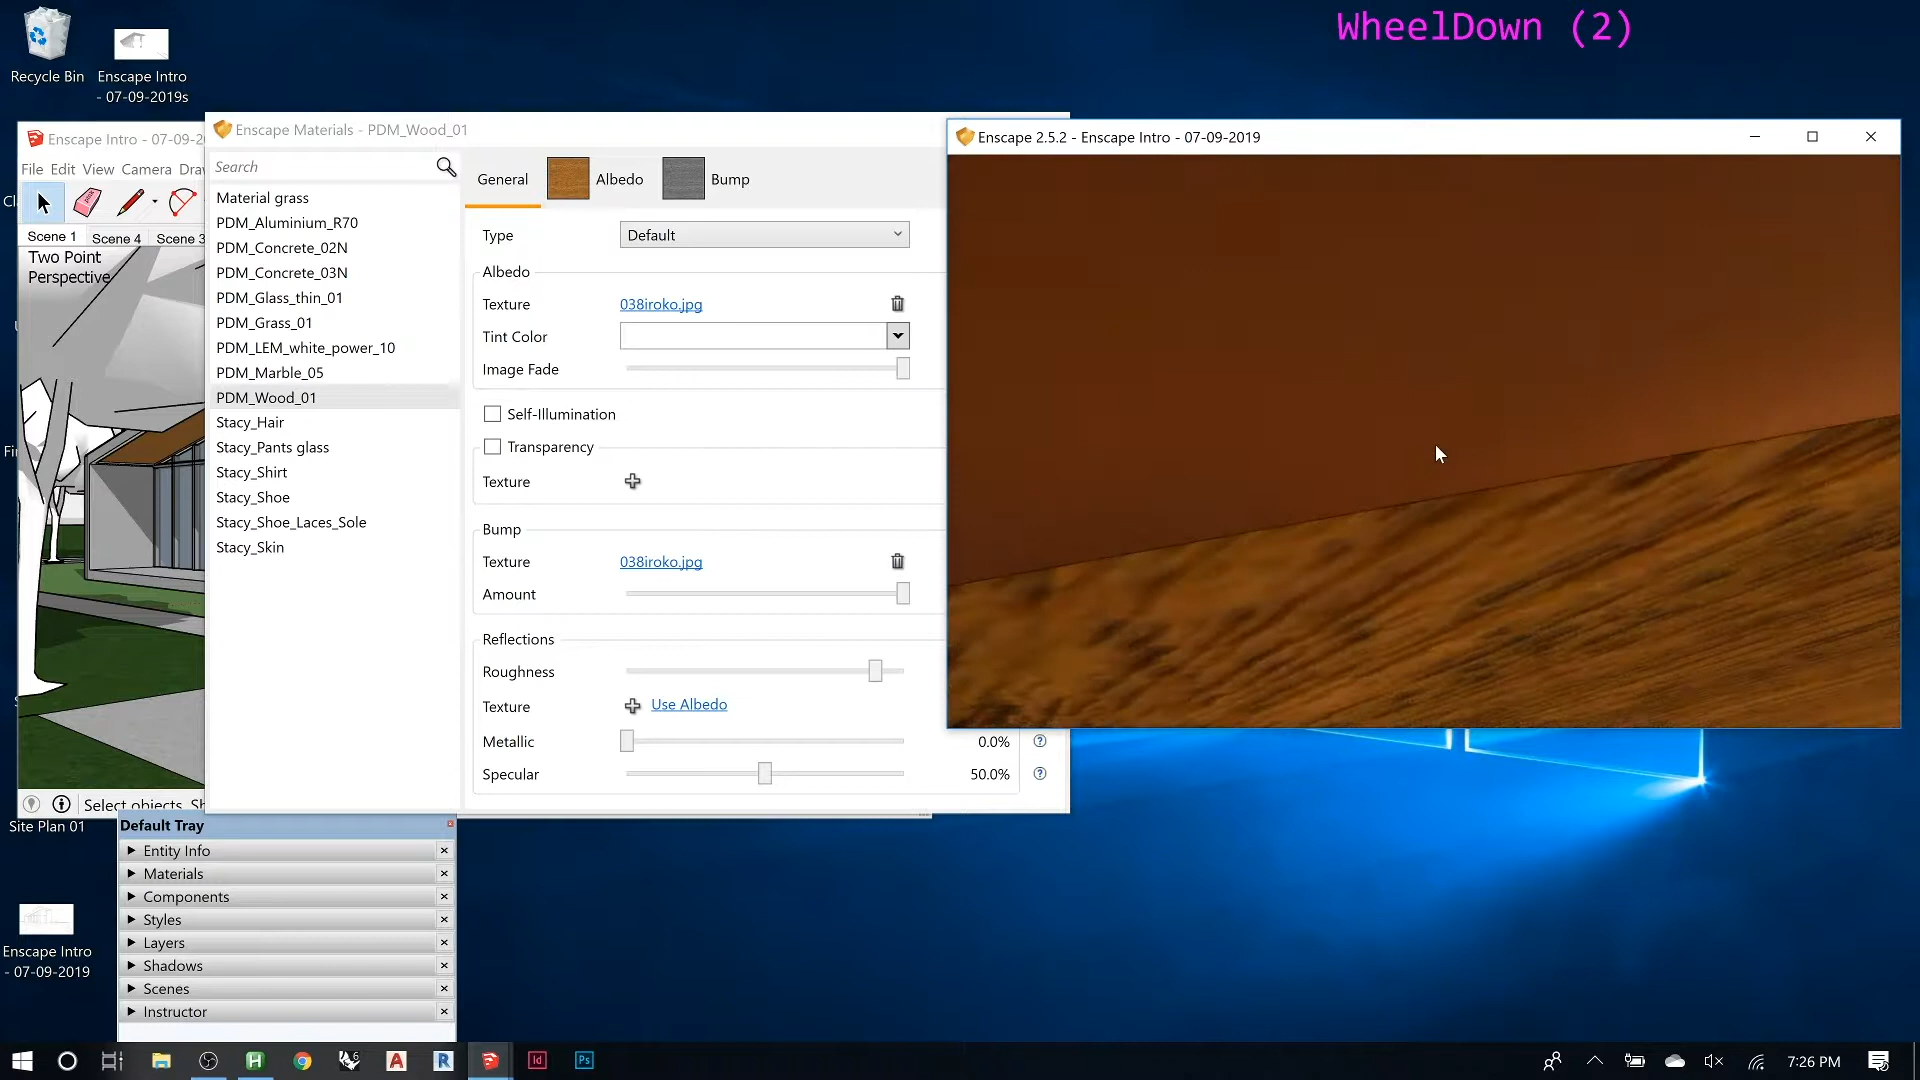 WheelDown (2)
Recycle Bin
Enscape Intro
- 07-09-2019s
Enscape Intro - 07-09-2
File Edit View Camera Drav
Scene 1 Scene 4 Scene 3
Two Point
Perspective
Select objects. Sh
Enscape Materials - PDM_Wood_01
Search
Material grass
PDM_Aluminium_R70
PDM_Concrete_02N
PDM_Concrete_03N
PDM_Glass_thin_01
PDM_Grass_01
PDM_LEM_white_power_10
PDM_Marble_05
PDM_Wood_01
Stacy_Hair
Stacy_Pants glass
Stacy_Shirt
Stacy_Shoe
Stacy_Shoe_Laces_Sole
Stacy_Skin
General Albedo Bump
Type Default
Albedo
Texture 038iroko.jpg
Tint Color
Image Fade
Self-Illumination
Transparency
Texture
Bump
Texture 038iroko.jpg
Amount
Reflections
Roughness
Texture Use Albedo
Metallic 0.0%
Specular 50.0%
Enscape 2.5.2 - Enscape Intro - 07-09-2019
Site Plan 01
Default Tray
Entity Info
Materials
Components
Styles
Layers
Shadows
Scenes
Instructor
Enscape Intro
- 07-09-2019
7:26 PM